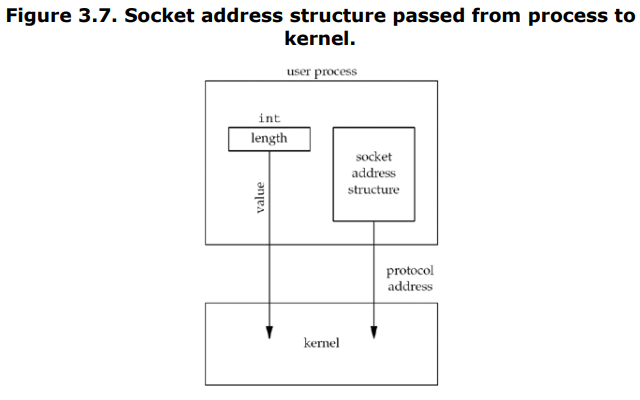 Figure 3.7. Socket address structure passed from process to
kernel.
user process
int
length
value
socket
address
structure
protocol
address
kernel